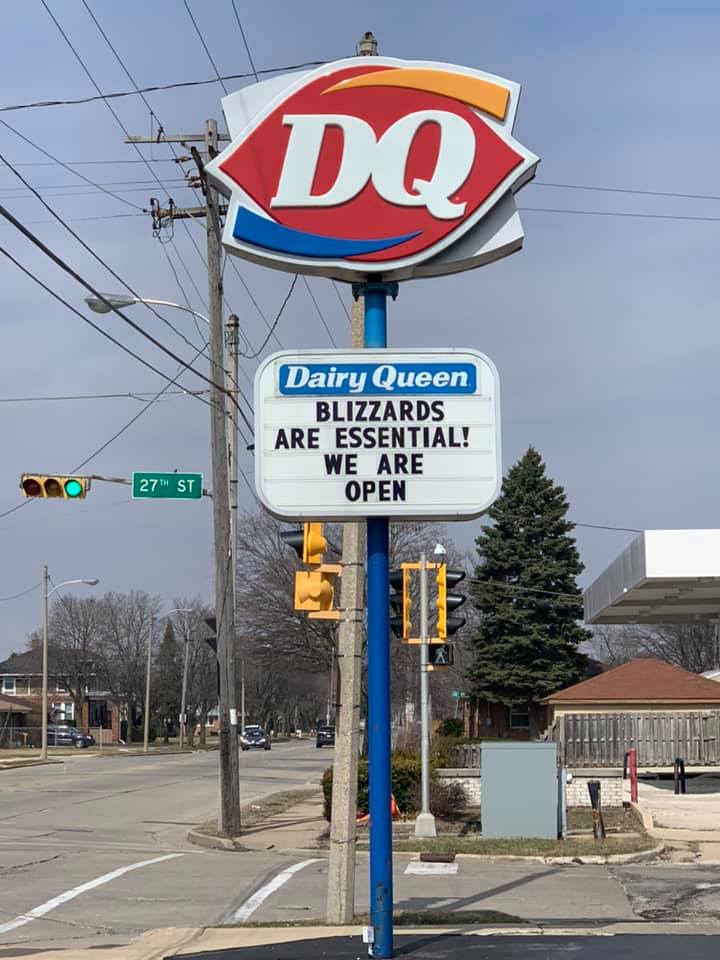 DQ
Dairy Queen
BLIZZARDS
ARE ESSENTIAL!
WE ARE
OPEN
27TH ST